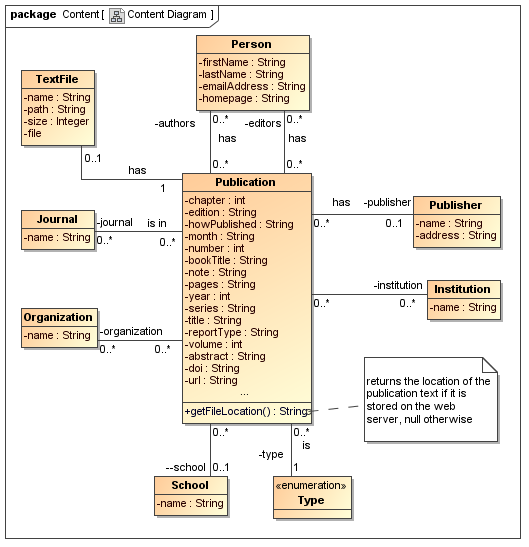 package Content [ Content Diagram ]
Person
-firstName : String
-lastName : String
-emailAddress : String
-homepage : String
TextFile
-name : String
-path : String
-size : Integer
-file
-authors
0..*
has
0..*
-editors
0..*
has
0..*
0..1
has
1
Publication
-chapter : int
-edition : String
-howPublished : String
-month : String
-number : int
-bookTitle : String
-note : String
-pages : String
-year : int
-series : String
-title : String
-reportType : String
-volume : int
-abstract : String
-doi : String
-url : String
...
+getFileLocation() : String
Journal
-name : String
-journal
is in
0..*
0..*
has
-publisher
0..*
0..1
Publisher
-name : String
-address : String
-institution
0..*
0..*
Institution
-name : String
Organization
-name : String
-organization
0..*
0..*
returns the location of the
publication text if it is
stored on the web
server, null otherwise
0..*
--school
0..1
School
-name : String
0..*
is
-type
1
«enumeration»
Type